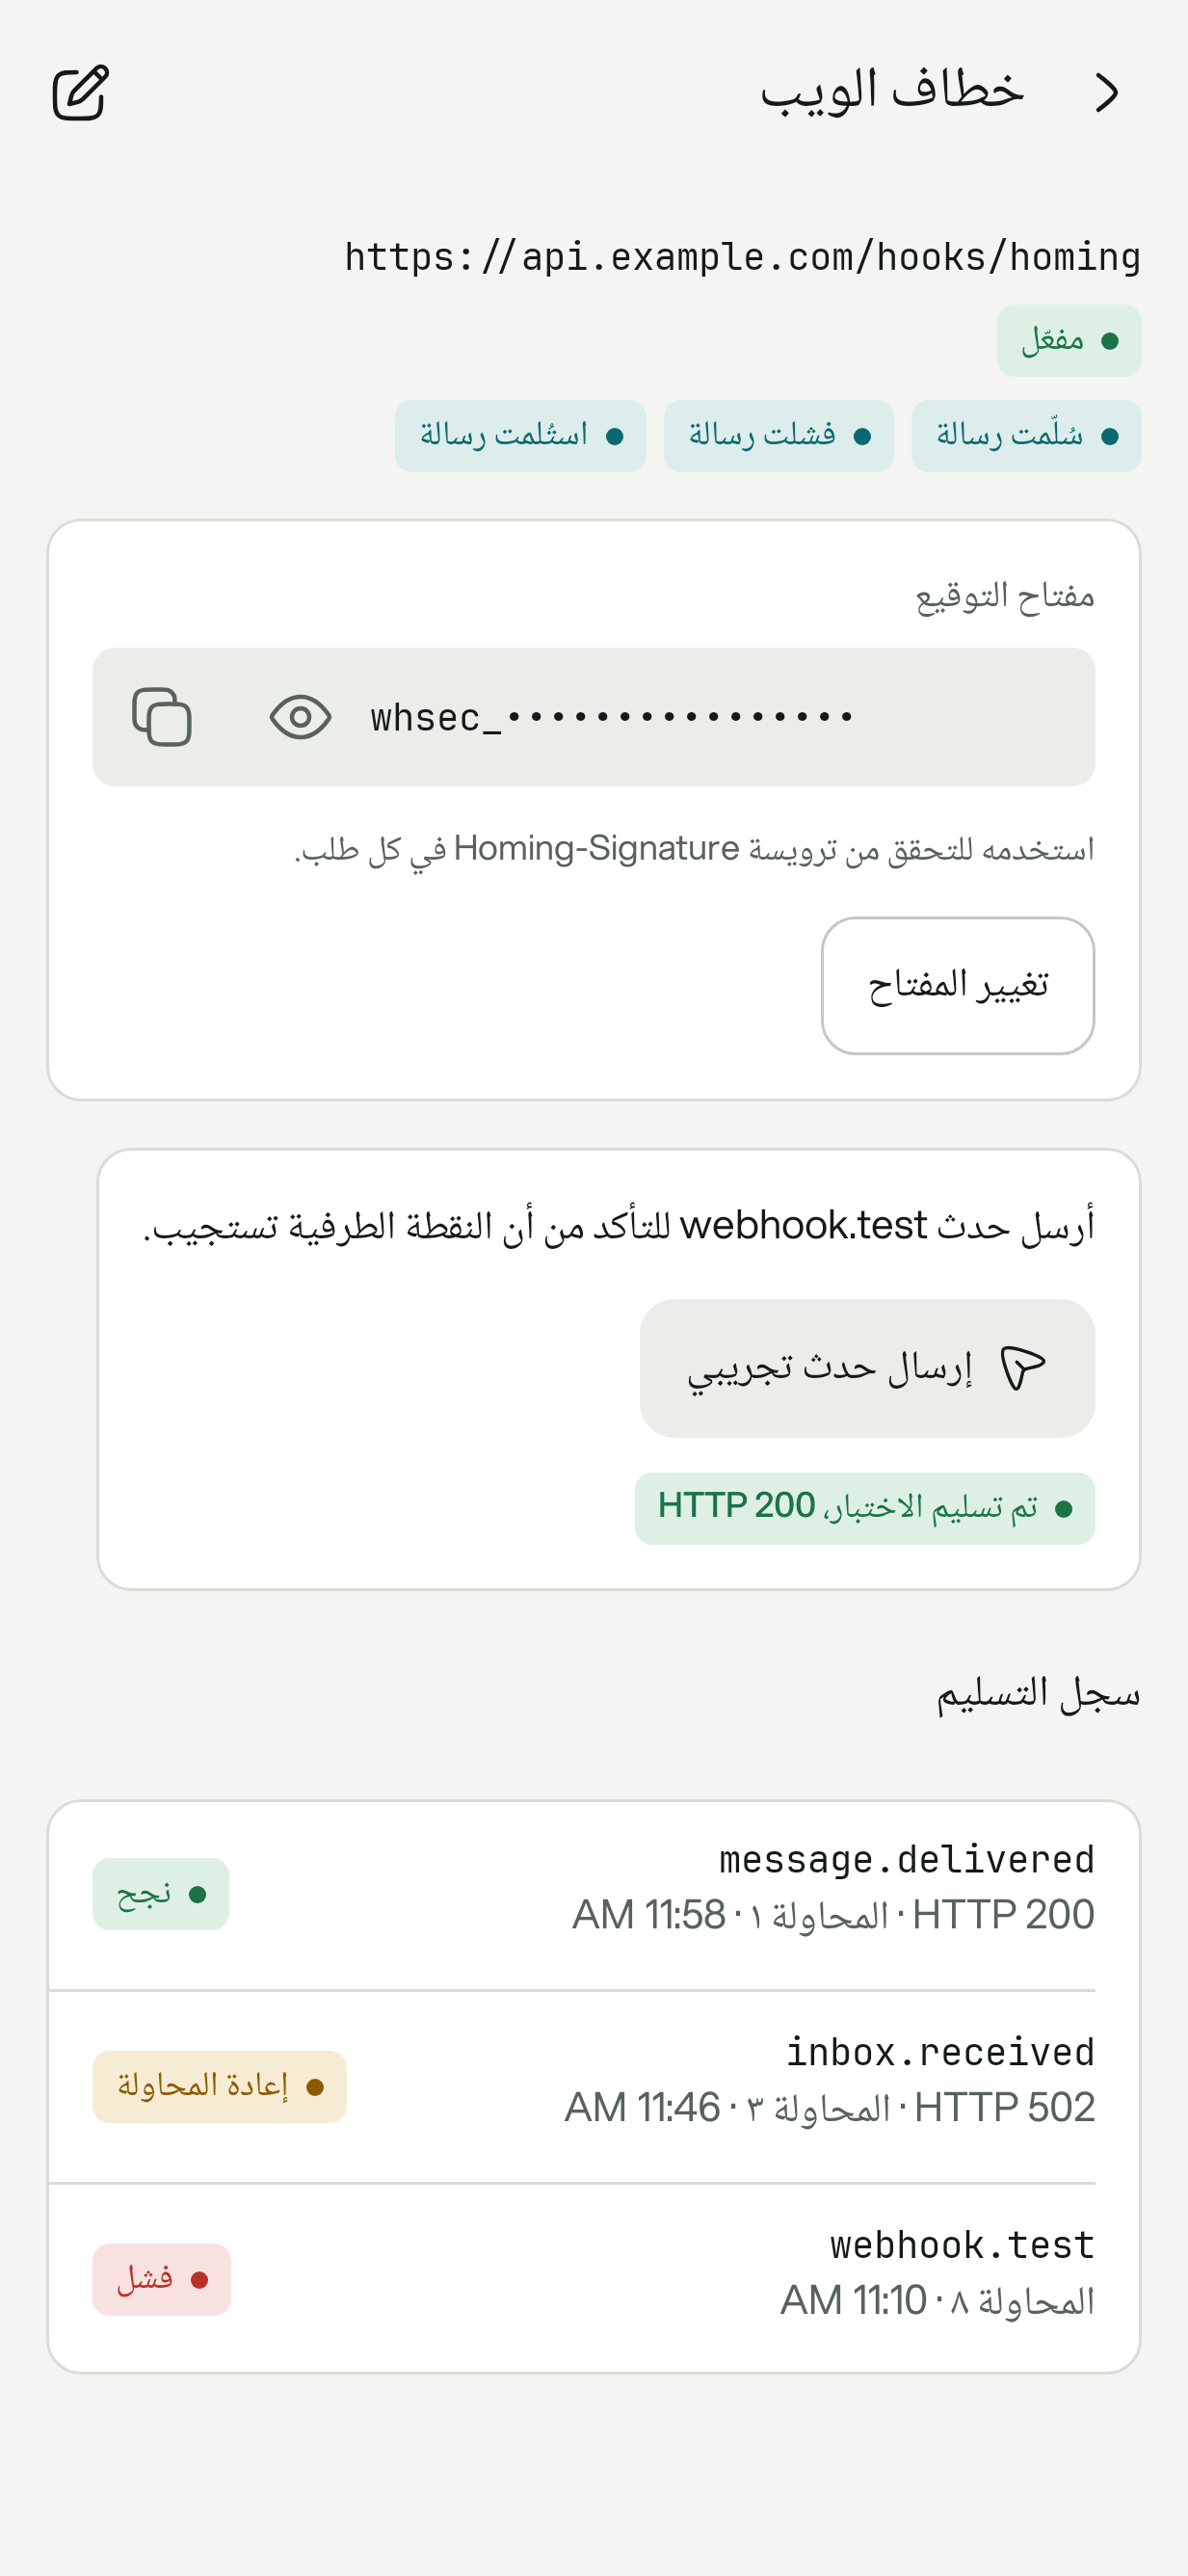 خطاف الويب
https://api.example.com/hooks/homing
مفعّل
سُلّمت رسالة
فشلت رسالة
استُلمت رسالة
مفتاح التوقيع
whsec_••••••••••••••••
استخدمه للتحقق من ترويسة Homing-Signature في كل طلب.
تغيير المفتاح
أرسل حدث webhook.test للتأكد من أن النقطة الطرفية تستجيب.
إرسال حدث تجريبي
تم تسليم الاختبار، HTTP 200
سجل التسليم
message.delivered
HTTP 200 · المحاولة ١ · 11:58 AM
نجح
inbox.received
HTTP 502 · المحاولة ٣ · 11:46 AM
إعادة المحاولة
webhook.test
المحاولة ٨ · 11:10 AM
فشل